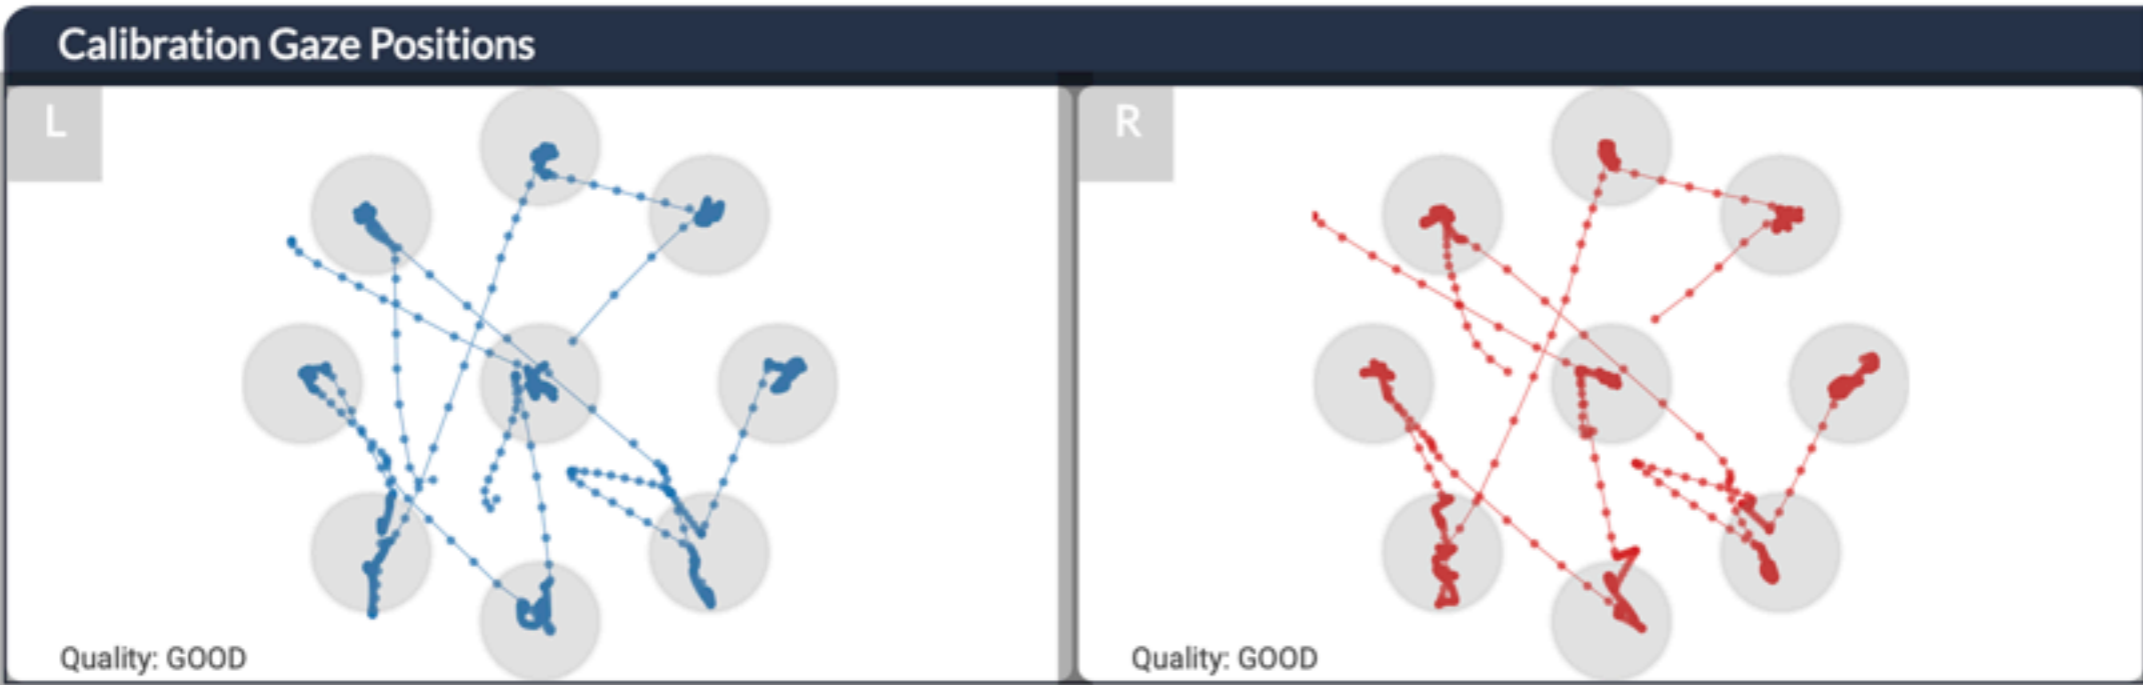 Calibration Gaze Positions
L
R
Quality: GOOD
Quality: GOOD